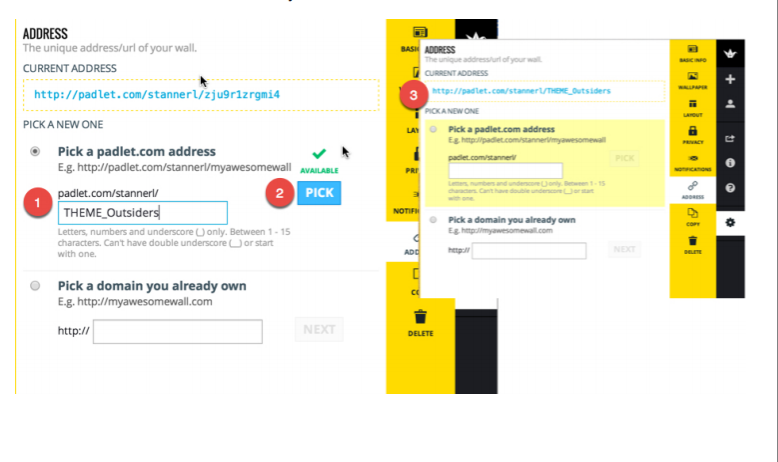 ADDRESS
The unique address/url of your wall.
CURRENT ADDRESS
http://padlet.com/stannerl/zju9r1zrgmi4
PICK A NEW ONE
Pick a padlet.com address
E.g. http://padlet.com/stannerl/myawesomewall
AVAILABLE
1
padlet.com/stannerl/
2
PICK
THEME_Outsiders
Letters, numbers and underscore (_) only. Between 1 - 15
characters. Can't have double underscore (__) or start
with one.
Pick a domain you already own
E.g. http://myawesomewall.com
http://
NEXT
BASI
LAY
PRI
NOTIFI
ADD
CO
DELETE
ADDRESS
The unique address/url of your wall.
CURRENT ADDRESS
3
http://padlet.com/stannerl/THEME_Outsiders
PICK A NEW ONE
Pick a padlet.com address
E.g. http://padlet.com/stannerl/myawesomewall
padlet.com/stannerl/
PICK
Letters, numbers and underscore (_) only. Between 1 - 15
characters. Can't have double underscore (__) or start
with one.
Pick a domain you already own
E.g. http://myawesomewall.com
http://
NEXT
BASIC INFO
WALLPAPER
LAYOUT
PRIVACY
NOTIFICATIONS
ADDRESS
COPY
DELETE